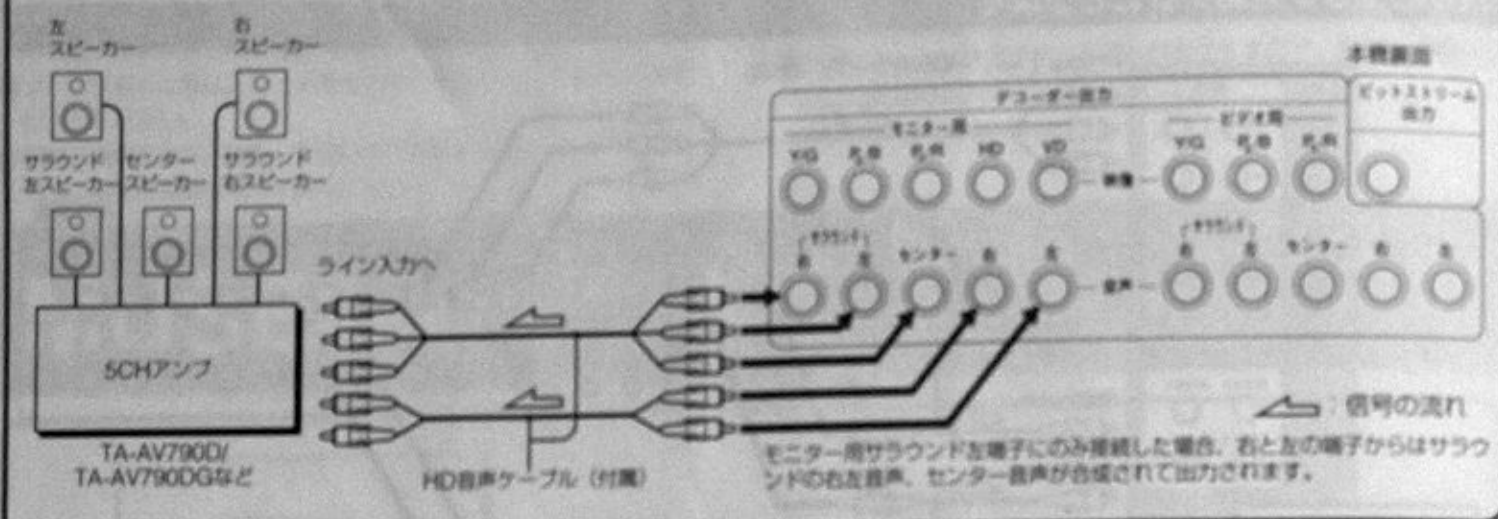 左
スピーカー
右
スピーカー
サラウンド
左スピーカー
センター
スピーカー
サラウンド
右スピーカー
5CHアンプ
TA-AV790D/
TA-AV790DGなど
ライン入力へ
HD音声ケーブル（付属）
デコーダー出力
モニター用
ビデオ用
ビットストリーム
出力
Y/G
HD
VD
映像
Y/G
サラウンド
右
左
センター
右
左
音声
サラウンド
右
左
センター
右
左
：信号の流れ
モニター用サラウンド左端子にのみ接続した場合、右と左の端子からはサラウ
ンドの右左音声、センター音声が合成されて出力されます。